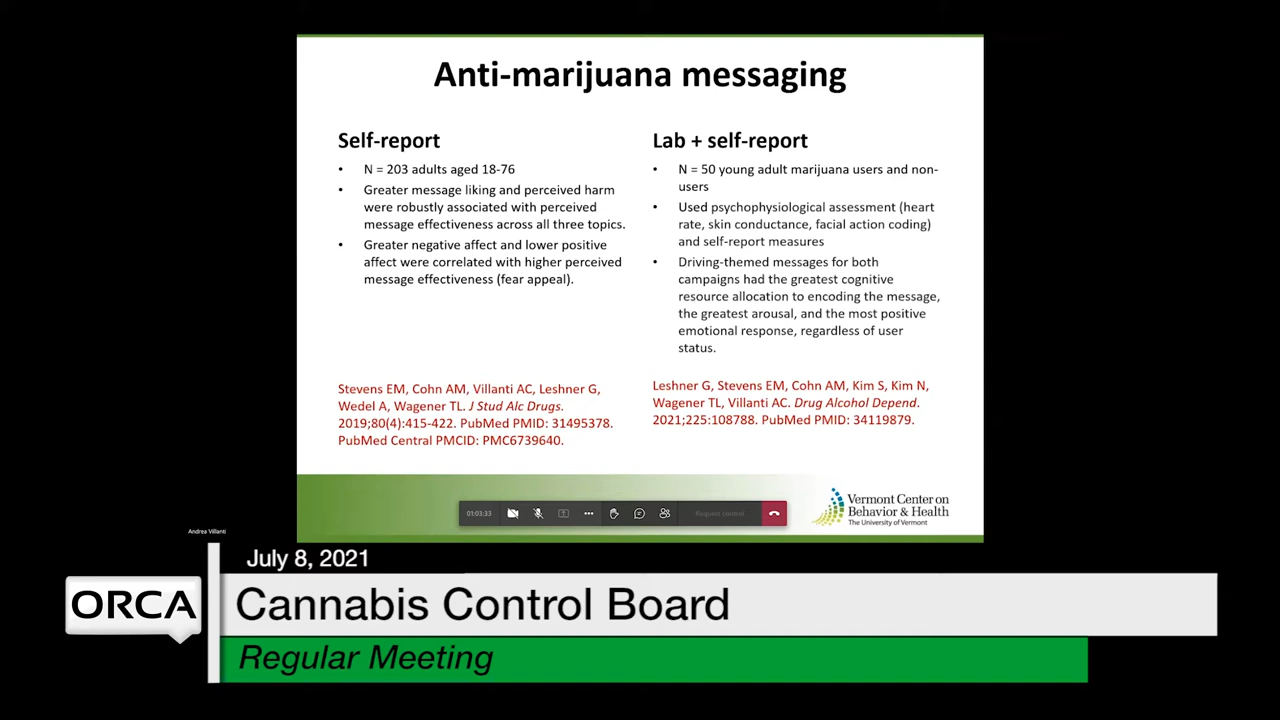 Anti-marijuana messaging
Self-report
• N = 203 adults aged 18-76
• Greater message liking and perceived harm
were robustly associated with perceived
message effectiveness across all three topics.
• Greater negative affect and lower positive
affect were correlated with higher perceived
message effectiveness (fear appeal).
Stevens EM, Cohn AM, Villanti AC, Leshner G,
Wedel A, Wagener TL. J Stud Alc Drugs.
2019;80(4):415-422. PubMed PMID: 31495378.
PubMed Central PMCID: PMC6739640.
Lab + self-report
• N = 50 young adult marijuana users and non-
users
• Used psychophysiological assessment (heart
rate, skin conductance, facial action coding)
and self-report measures
• Driving-themed messages for both
campaigns had the greatest cognitive
resource allocation to encoding the message,
the greatest arousal, and the most positive
emotional response, regardless of user
status.
Leshner G, Stevens EM, Cohn AM, Kim S, Kim N,
Wagener TL, Villanti AC. Drug Alcohol Depend.
2021;225:108788. PubMed PMID: 34119879.
01:03:33
Request control
Vermont Center on
Behavior & Health
The University of Vermont
Andrea Villanti
July 8, 2021
ORCA
Cannabis Control Board
Regular Meeting